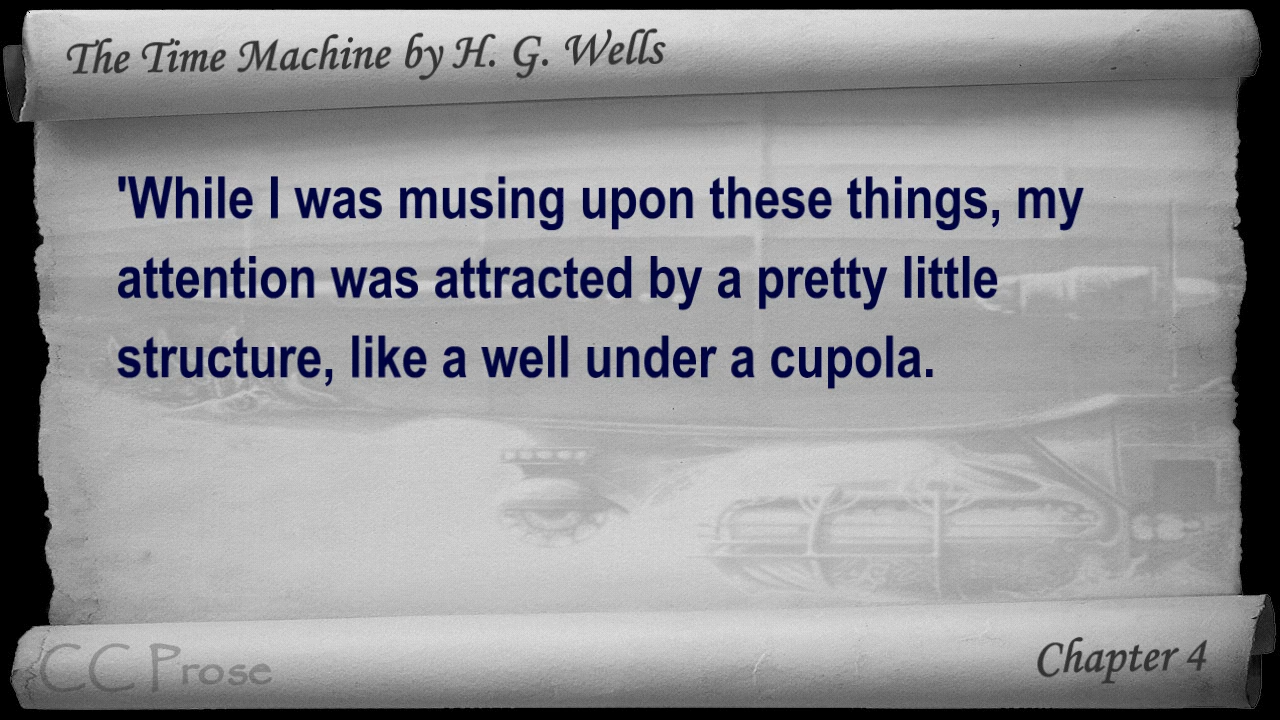 The Time Machine by H. G. Wells
'While I was musing upon these things, my
attention was attracted by a pretty little
structure, like a well under a cupola.
CC Prose
Chapter 4